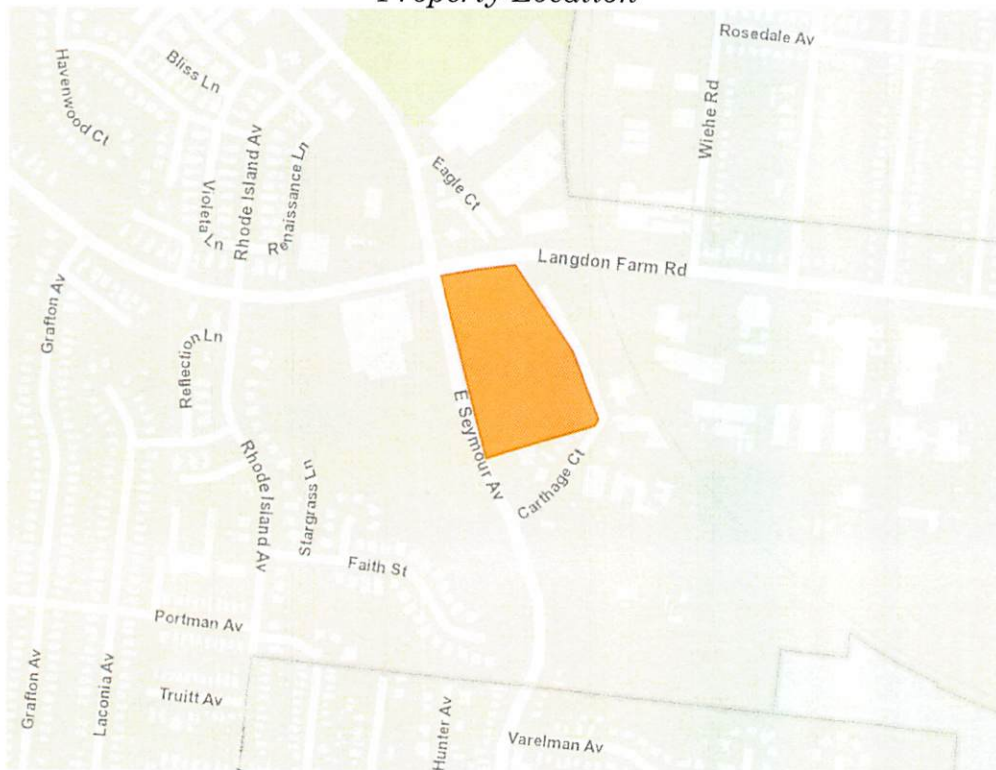 Property Location
Rosedale Av
Bliss Ln
Havenwood Ct
Wiehe Rd
Rhode Island Av
Renaissance Ln
Eagle Ct
Violeta Ln
Langdon Farm Rd
Grafton Av
Reflection Ln
E Seymour Av
Rhode Island Av
Stargrass Ln
Carthage Ct
Faith St
Portman Av
Grafton Av
Laconia Av
Truitt Av
Hunter Av
Varelman Av